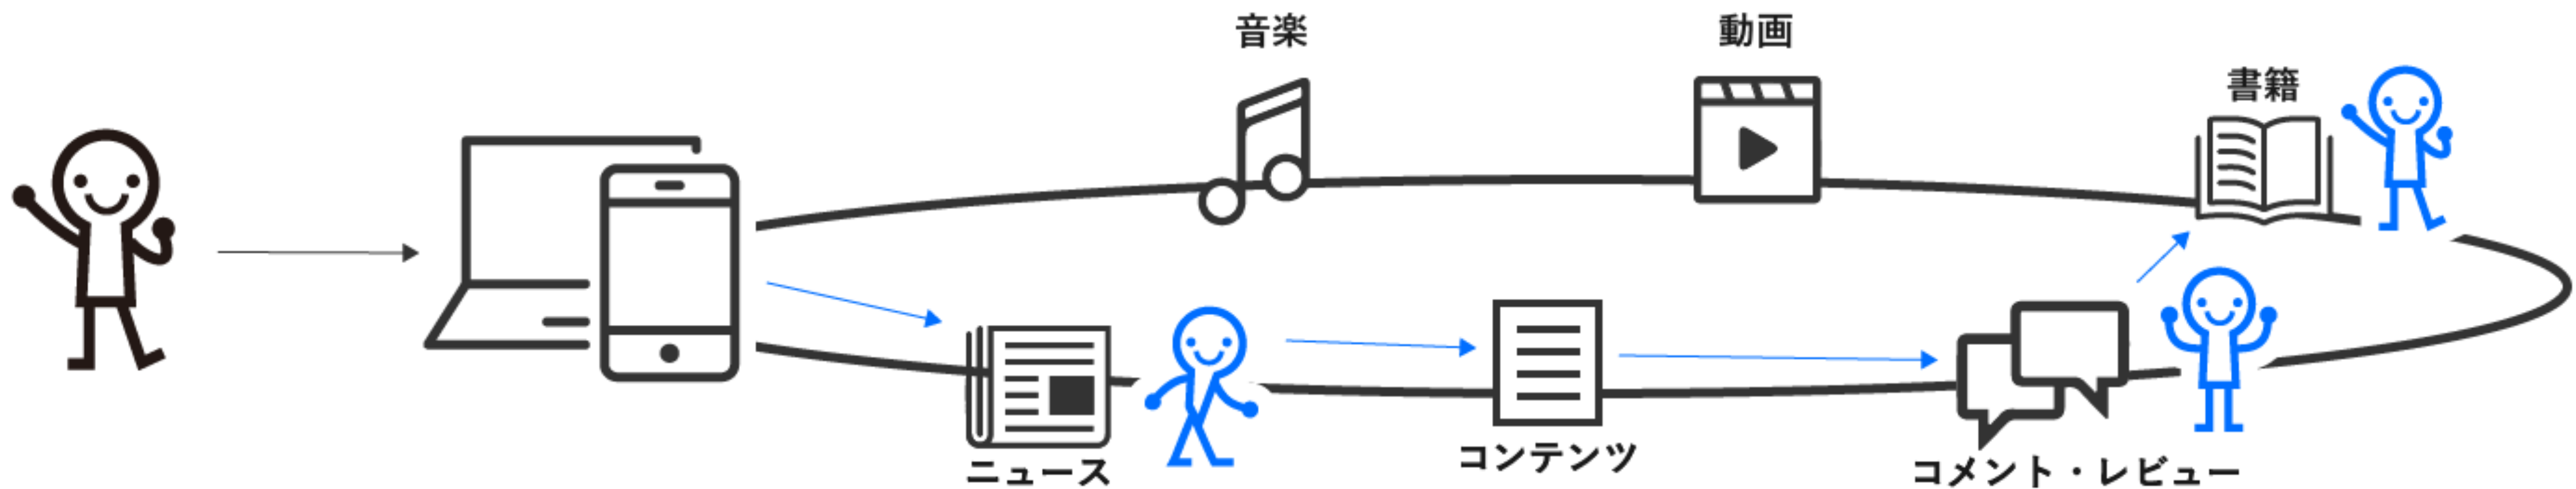 音楽
動画
書籍
ニュース
コンテンツ
コメント・レビュー